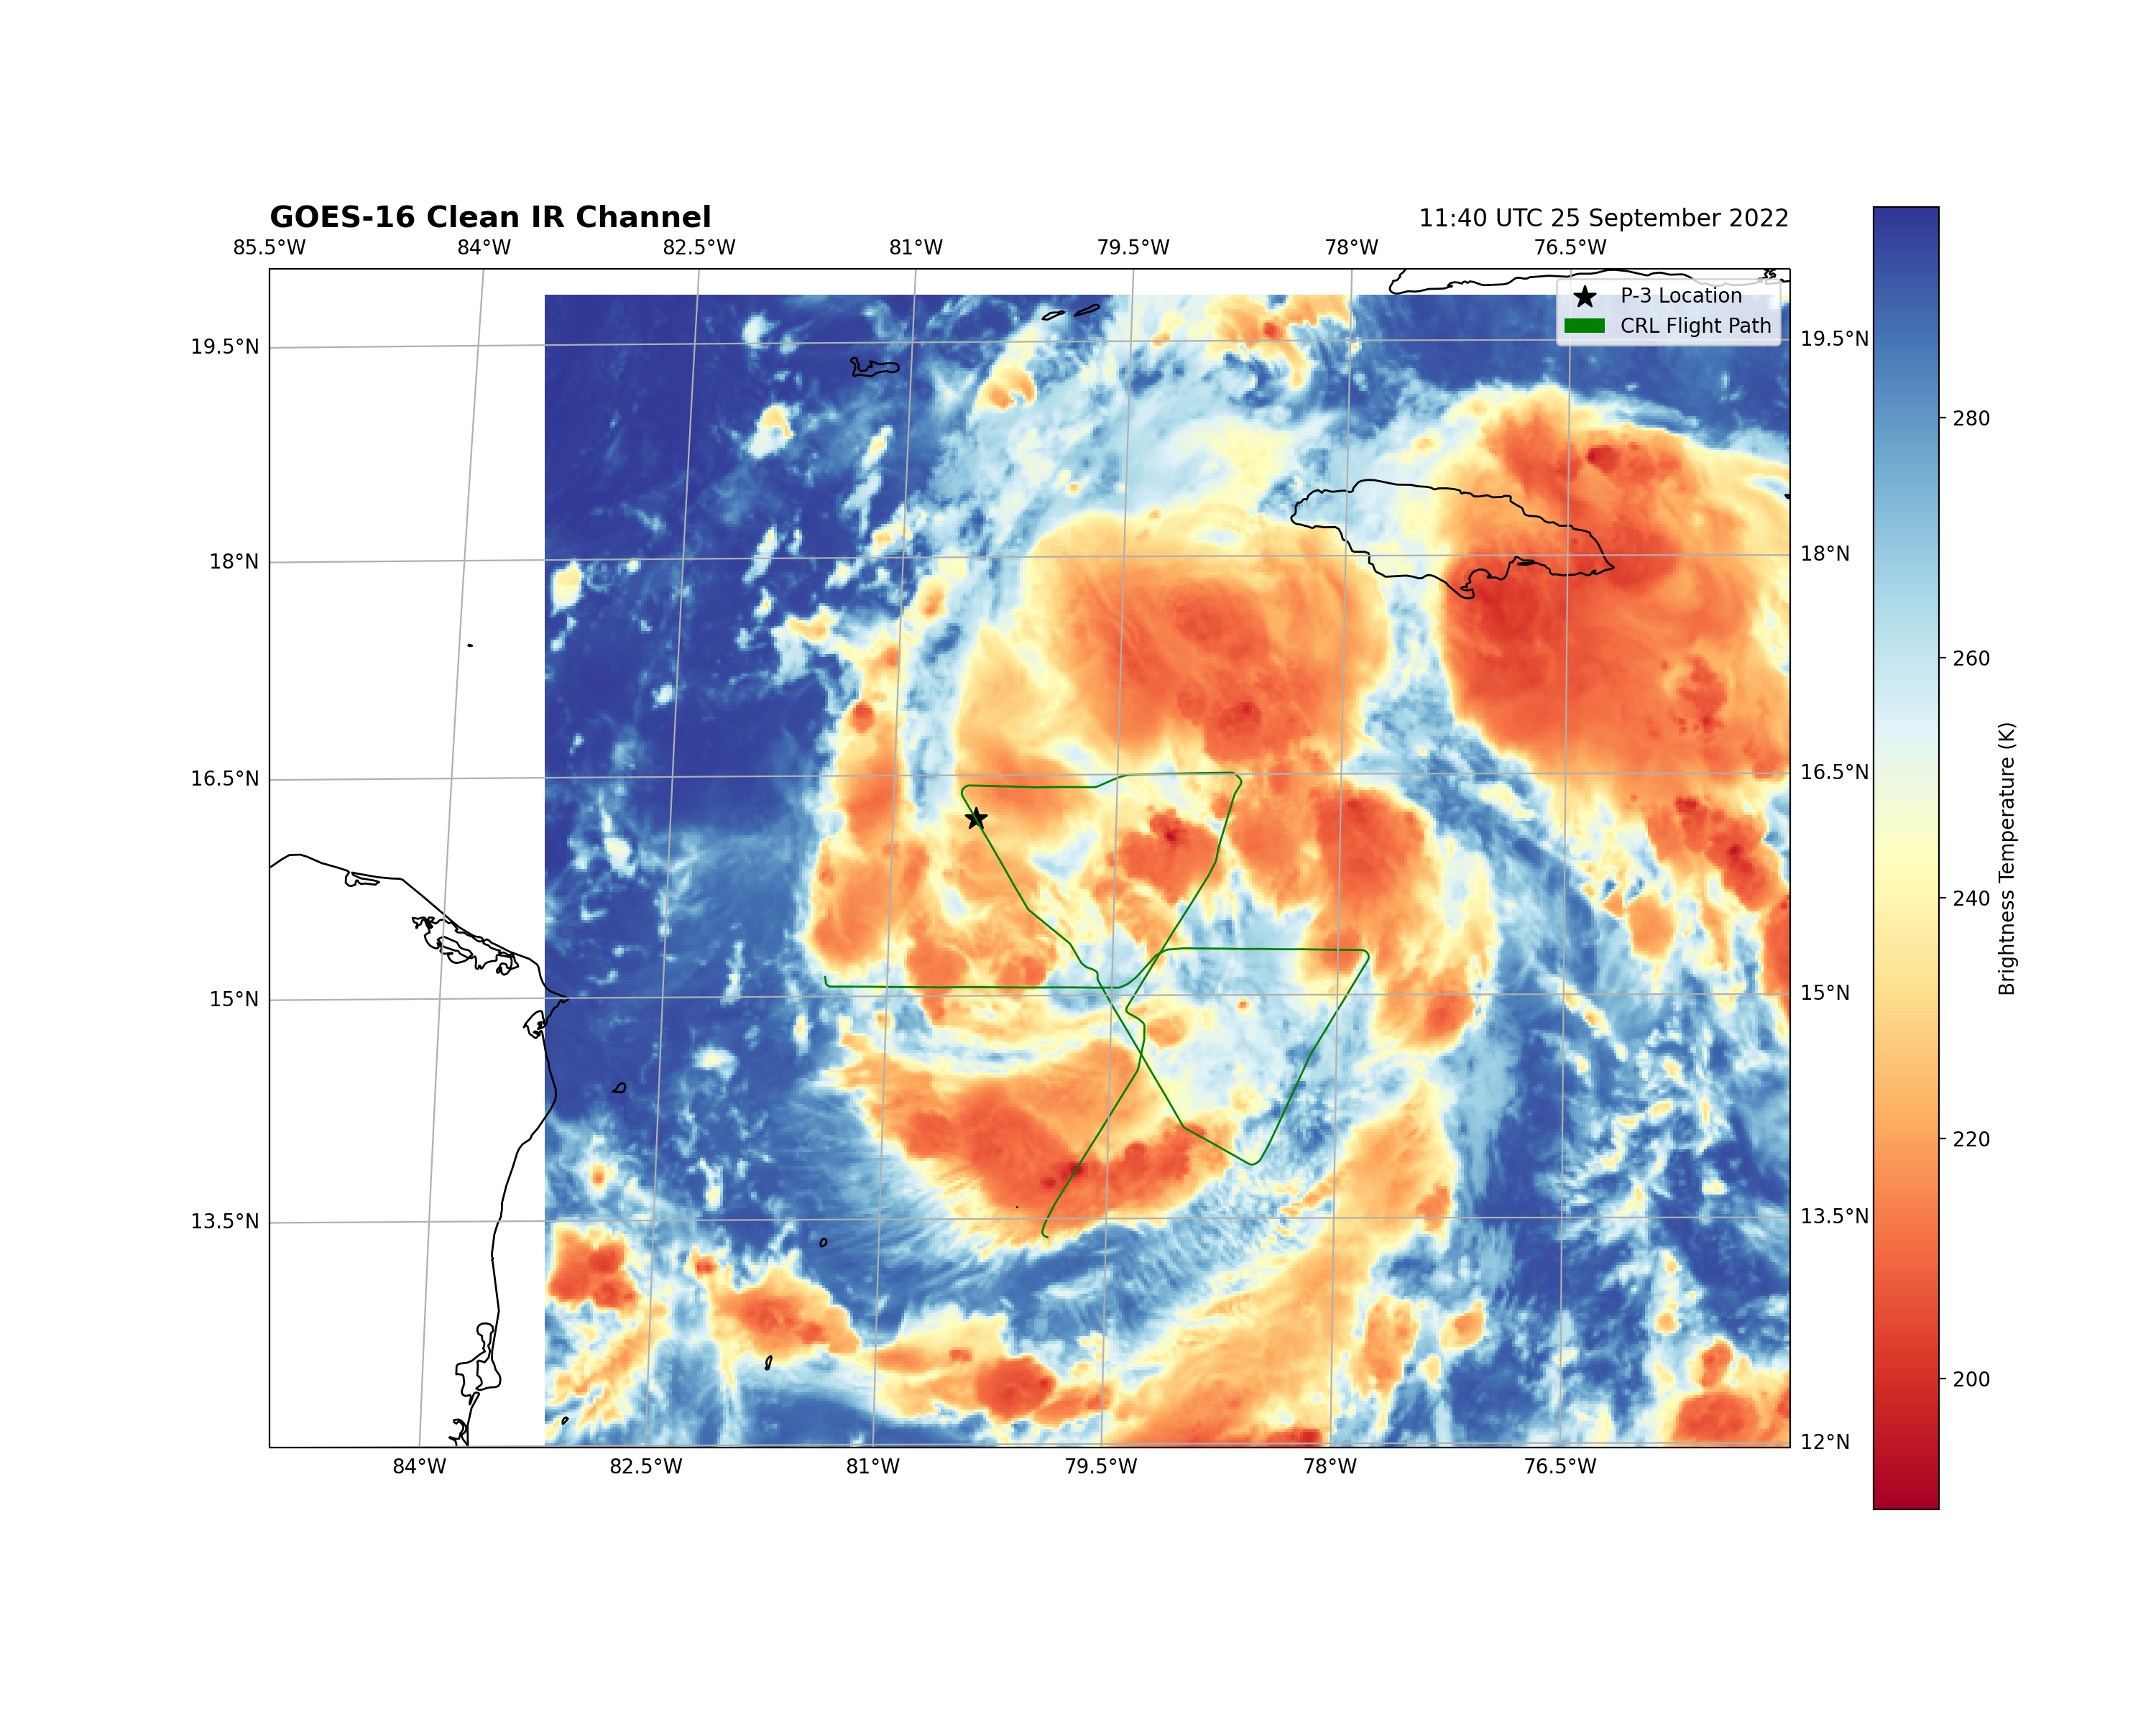 GOES-16 Clean IR Channel
11:40 UTC 25 September 2022
85.5°W 84°W 82.5°W 81°W 79.5°W 78°W 76.5°W
P-3 Location
CRL Flight Path
19.5°N 19.5°N
18°N 18°N
16.5°N 16.5°N
15°N 15°N
13.5°N 13.5°N
12°N
84°W 82.5°W 81°W 79.5°W 78°W 76.5°W
280
260
240
220
200
Brightness Temperature (K)